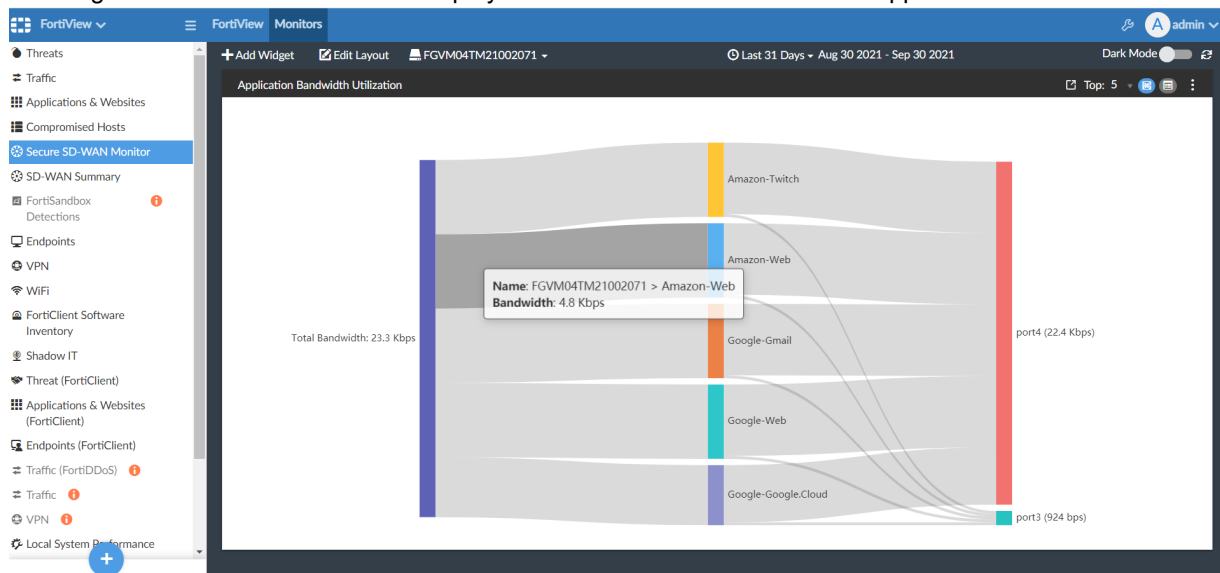 FortiView
FortiView Monitors
admin
A
Threats
Traffic
Applications & Websites
Compromised Hosts
Secure SD-WAN Monitor
SD-WAN Summary
FortiSandbox
Detections
Endpoints
VPN
WiFi
FortiClient Software
Inventory
Shadow IT
Threat (FortiClient)
Applications & Websites
(FortiClient)
Endpoints (FortiClient)
Traffic (FortiDDoS)
Traffic
VPN
Local System
+
Add Widget Edit Layout FGVM04TM21002071 Last 31 Days Aug 30 2021 - Sep 30 2021 Dark Mode
Application Bandwidth Utilization Top: 5
Total Bandwidth: 23.3 Kbps
Amazon-Twitch
Amazon-Web
Name: FGVM04TM21002071 > Amazon-Web
Bandwidth: 4.8 Kbps
Google-Gmail
Google-Web
Google-Google.Cloud
port4 (22.4 Kbps)
port3 (924 bps)